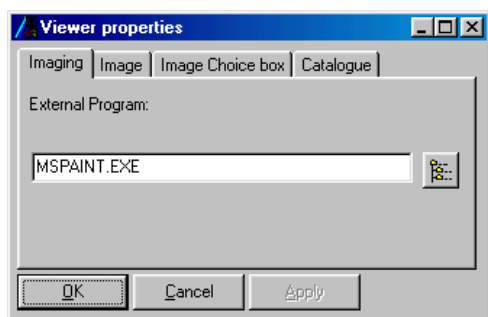 Viewer properties
Imaging Image Image Choice box Catalogue
External Program:
MSPAINT.EXE
OK Cancel Apply